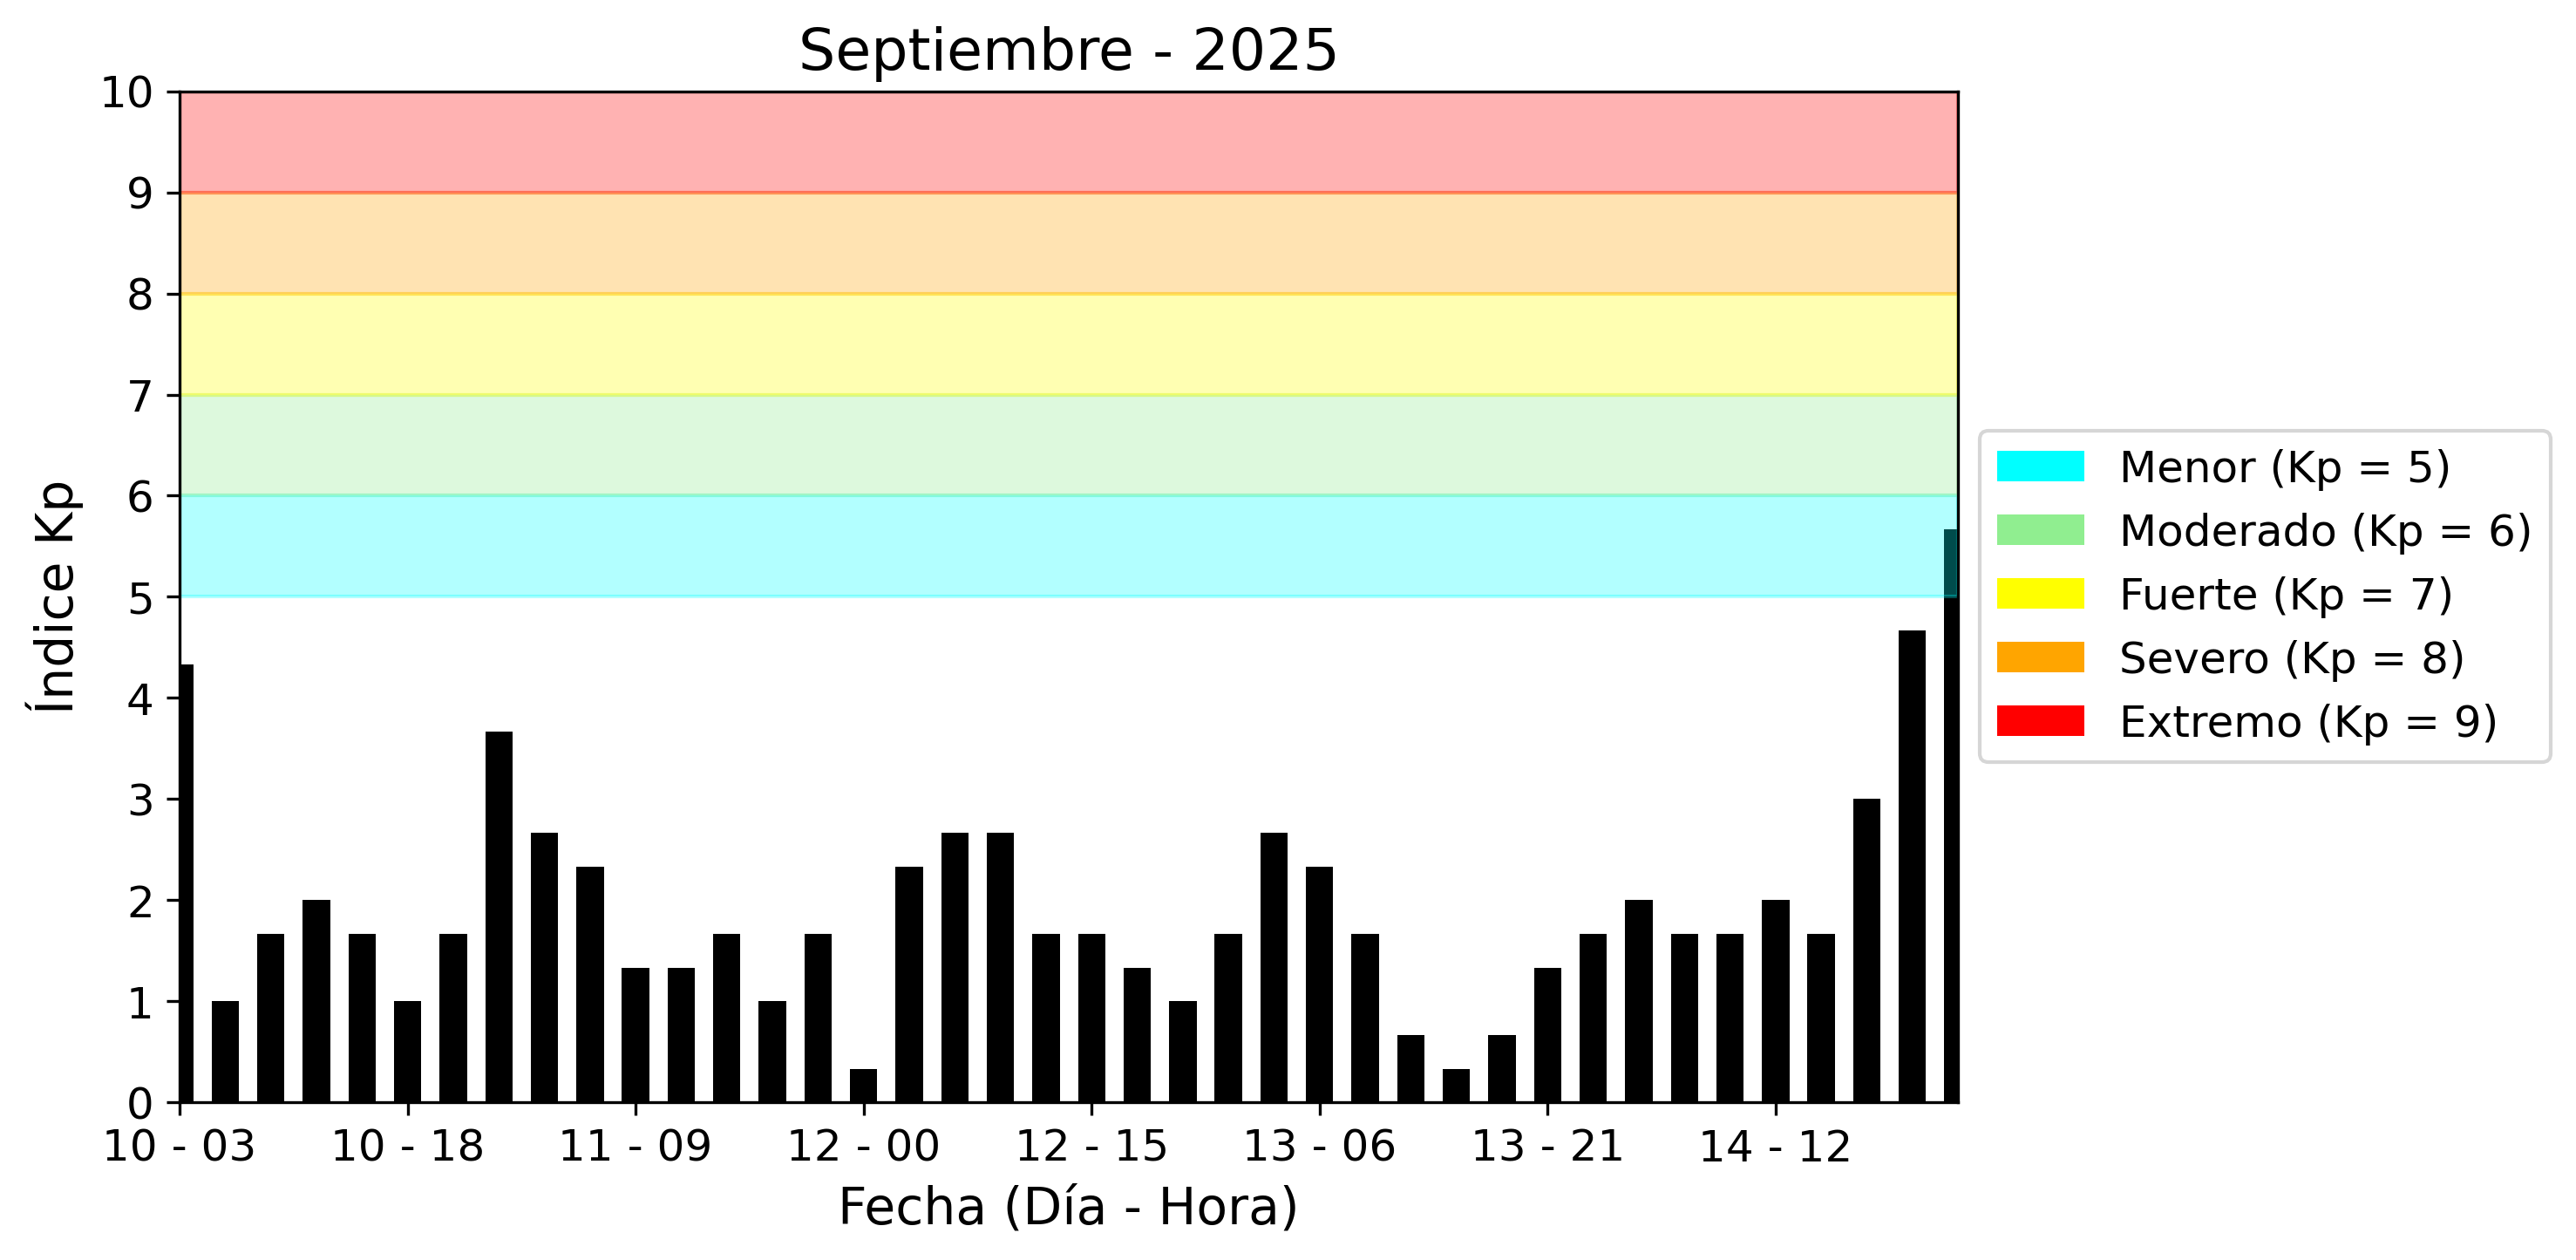 Septiembre - 2025
10
9
8
7
6
5
4
3
2
1
0
Índice Kp
10 - 03
10 - 18
11 - 09
12 - 00
12 - 15
13 - 06
13 - 21
14 - 12
Fecha (Día - Hora)
Menor (Kp = 5)
Moderado (Kp = 6)
Fuerte (Kp = 7)
Severo (Kp = 8)
Extremo (Kp = 9)